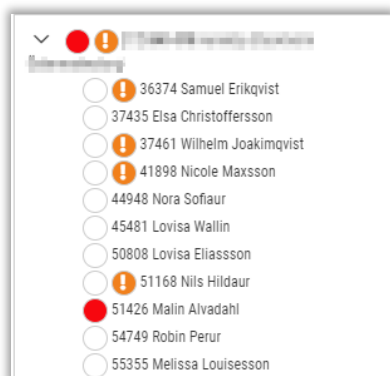 36374 Samuel Erikqvist
37435 Elsa Christoffersson
37461 Wilhelm Joakimqvist
41898 Nicole Maxsson
44948 Nora Sofiaur
45481 Lovisa Wallin
50808 Lovisa Eliassson
51168 Nils Hildaur
51426 Malin Alvadahl
54749 Robin Perur
55355 Melissa Louisesson